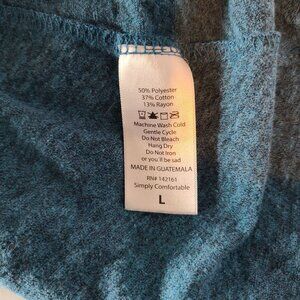 50% Polyester
37% Cotton
13% Rayon
Machine Wash Cold
Gentle Cycle
Do Not Bleach
Hang Dry
Do Not Iron
or you'll be sad
MADE IN GUATEMALA
RN# 142161
Simply Comfortable
L